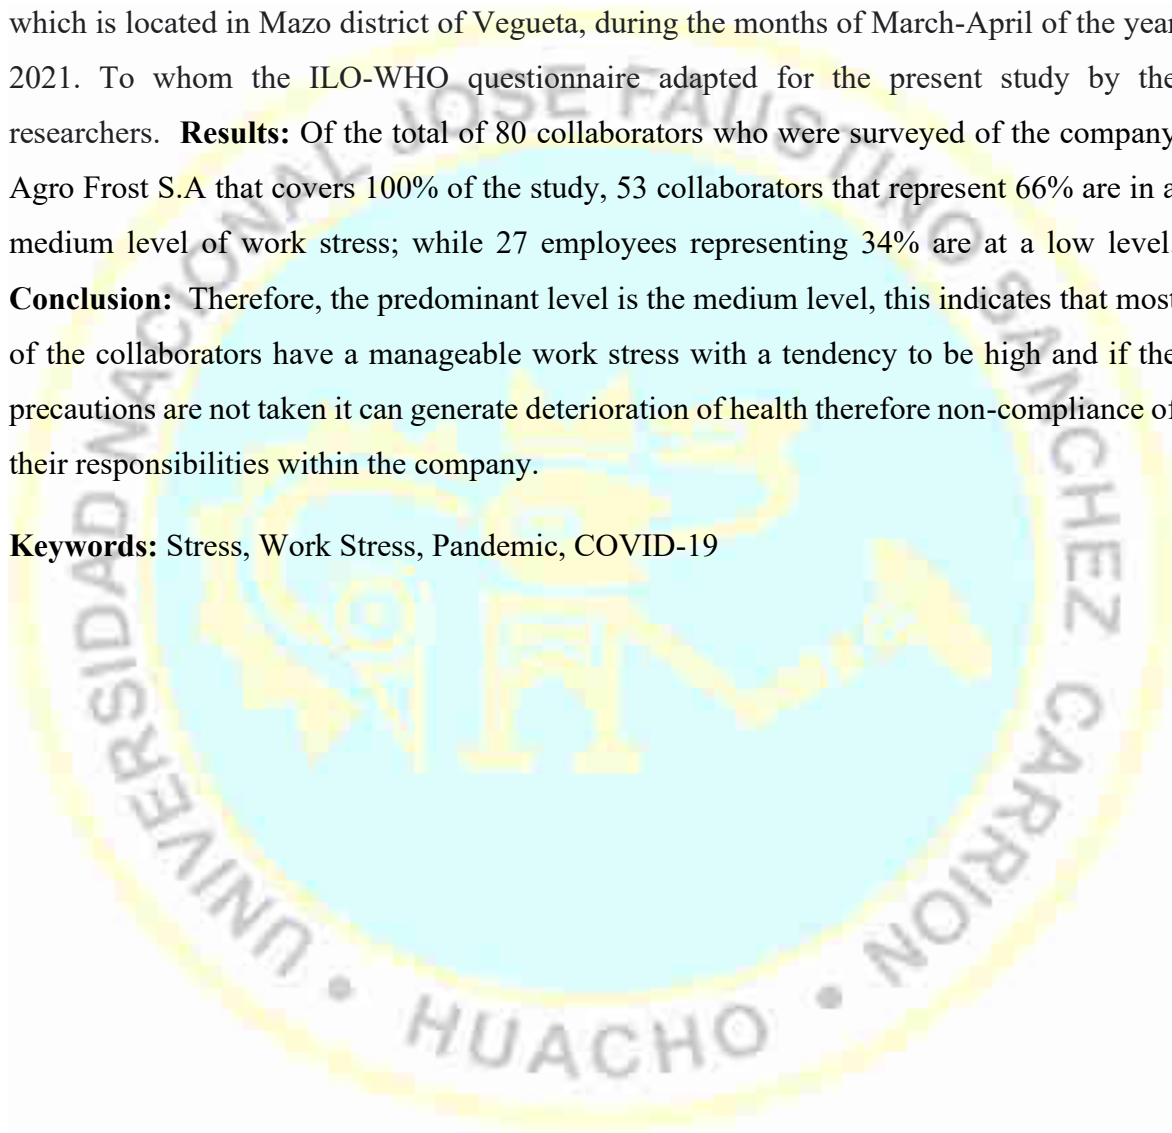 which is located in Mazo district of Vegueta, during the months of March-April of the year
2021. To whom the ILO-WHO questionnaire adapted for the present study by the
researchers. Results: Of the total of 80 collaborators who were surveyed of the company
Agro Frost S.A that covers 100% of the study, 53 collaborators that represent 66% are in a
medium level of work stress; while 27 employees representing 34% are at a low level.
Conclusion: Therefore, the predominant level is the medium level, this indicates that most
of the collaborators have a manageable work stress with a tendency to be high and if the
precautions are not taken it can generate deterioration of health therefore non-compliance of
their responsibilities within the company.
Keywords: Stress, Work Stress, Pandemic, COVID-19
UNIVERSIDAD NACIONAL JOSE FAUSTINO SANCHEZ CARRION • HUACHO •